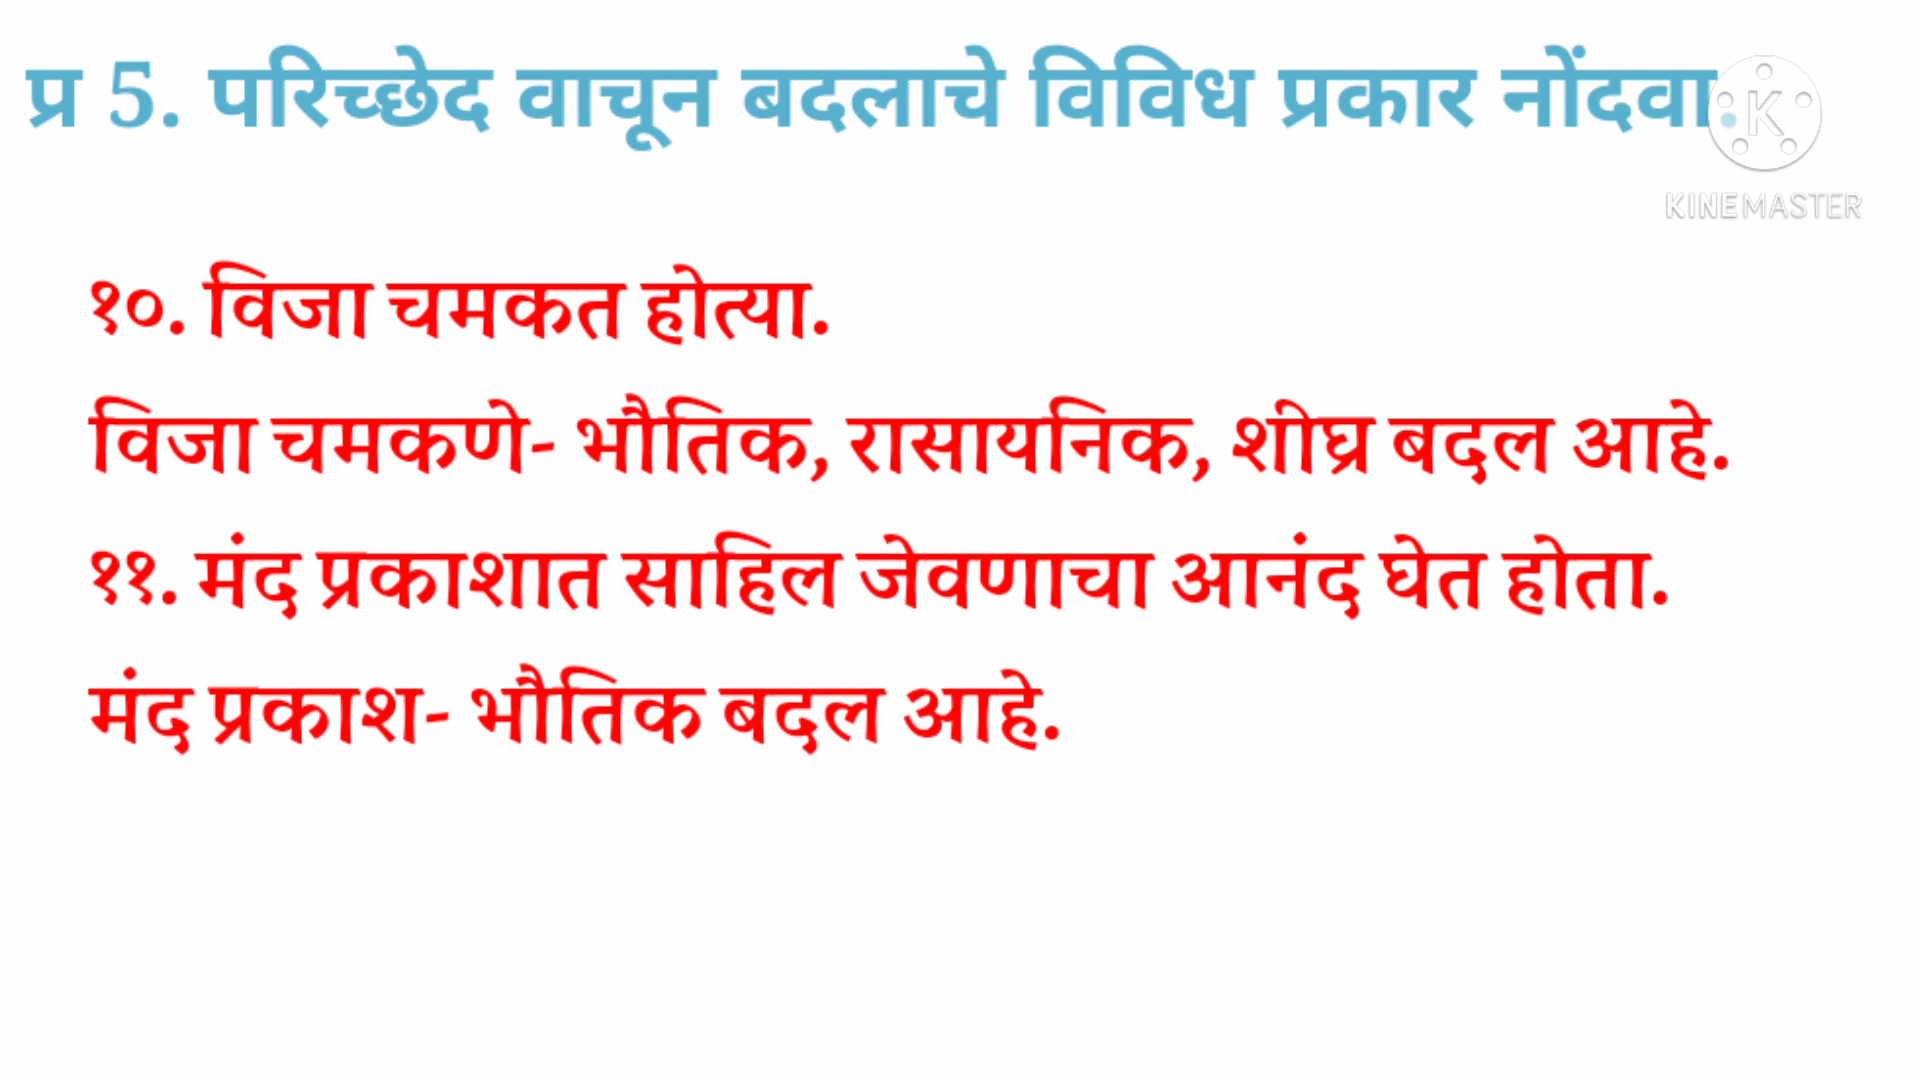 प्र 5. परिच्छेद वाचून बदलाचे विविध प्रकार नोंदवा
K
KINEMASTER
१०. विजा चमकत होत्या.
विजा चमकणे- भौतिक, रासायनिक, शीघ्र बदल आहे.
११. मंद प्रकाशात साहिल जेवणाचा आनंद घेत होता.
मंद प्रकाश- भौतिक बदल आहे.